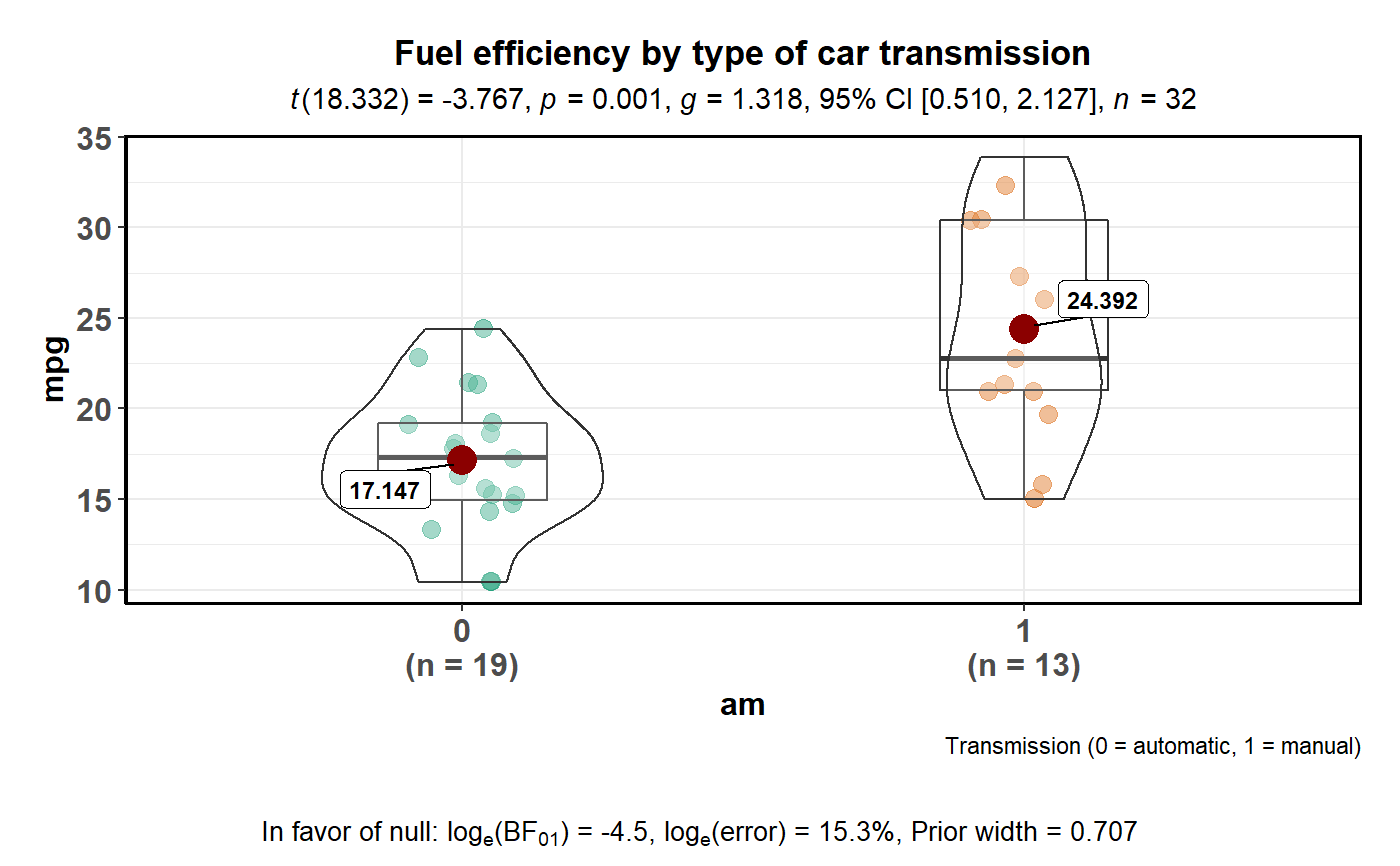 Fuel efficiency by type of car transmission
t(18.332) = -3.767, p = 0.001, g = 1.318, 95% CI [0.510, 2.127], n = 32
35
30
25
20
15
10
mpg
24.392
17.147
0
(n = 19)
1
(n = 13)
am
Transmission (0 = automatic, 1 = manual)
In favor of null: logₑ(BF₀₁) = -4.5, logₑ(error) = 15.3%, Prior width = 0.707